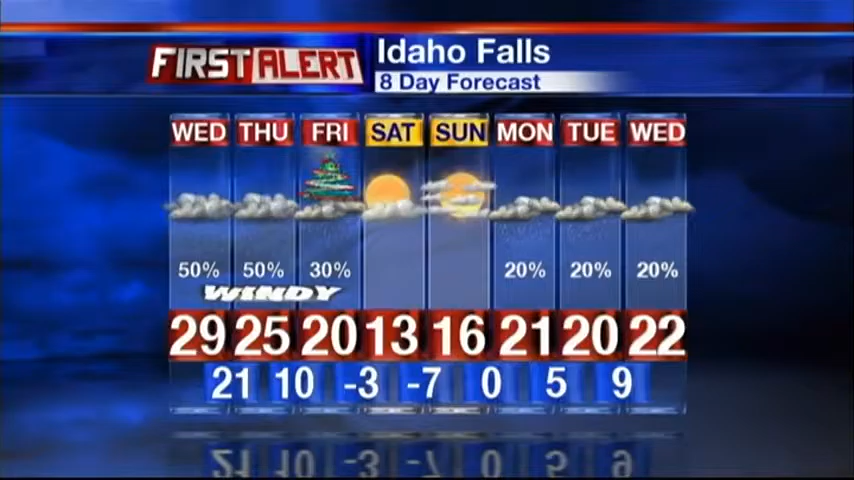 FIRST ALERT
Idaho Falls
8 Day Forecast
WED THU FRI SAT SUN MON TUE WED
50% 50% 30% 20% 20% 20%
WINDY
29 25 20 13 16 21 20 22
21 10 -3 -7 0 5 9